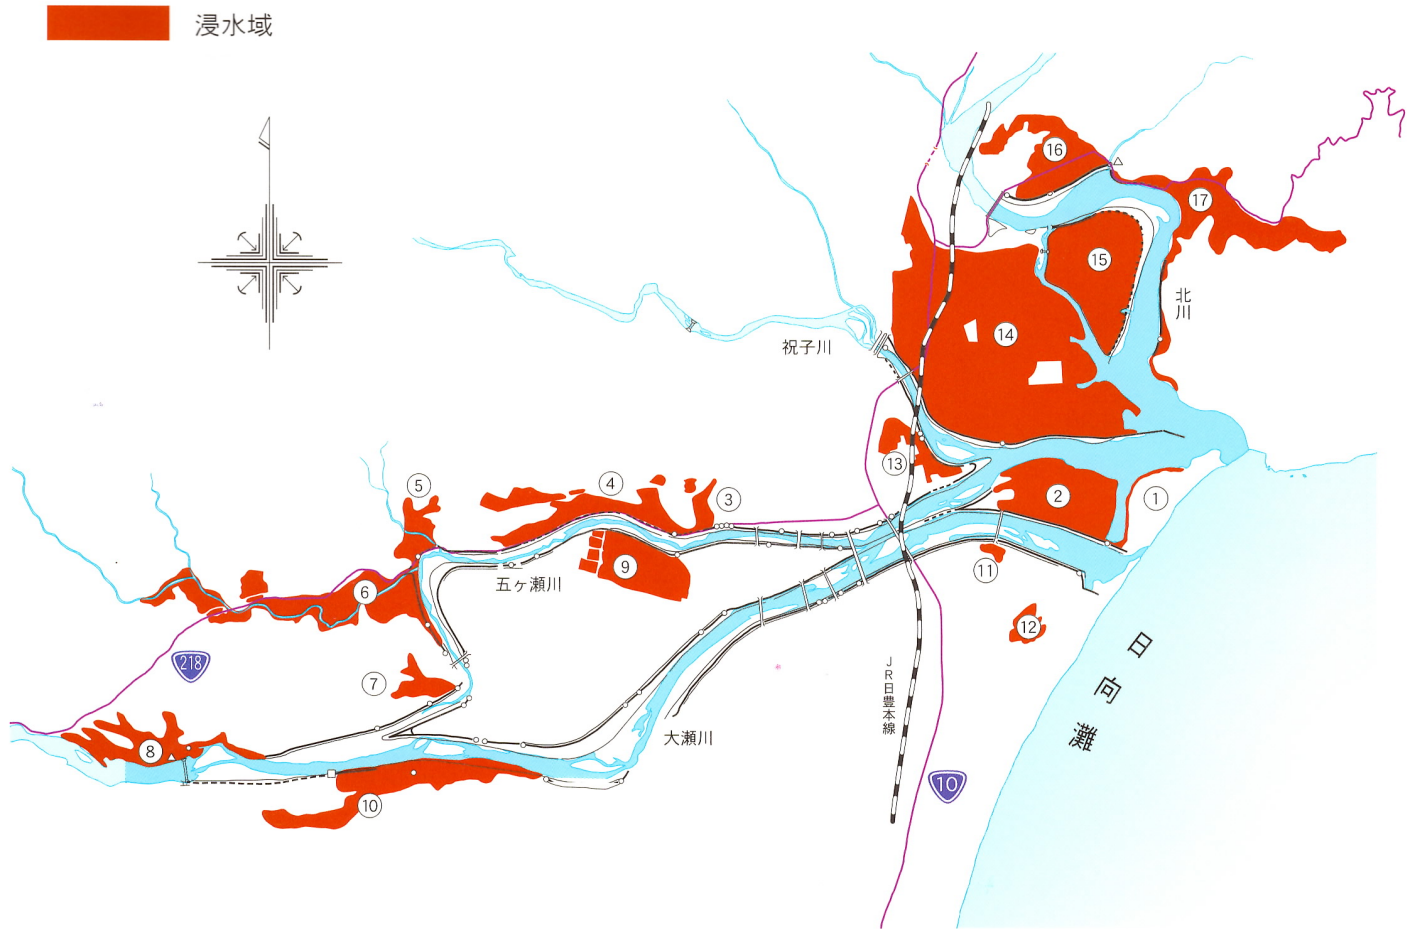 浸水域
⑯
⑰
⑮
北川
⑭
祝子川
⑬
⑤
④
③
②
①
⑨
⑪
五ヶ瀬川
⑥
⑫
218
日向灘
⑦
JR日豊本線
大瀬川
⑧
10
⑩